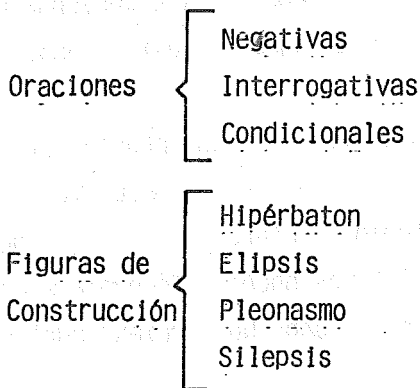 Oraciones
Negativas
Interrogativas
Condicionales
Figuras de
Construcción
Hipérbaton
Elipsis
Pleonasmo
Silepsis